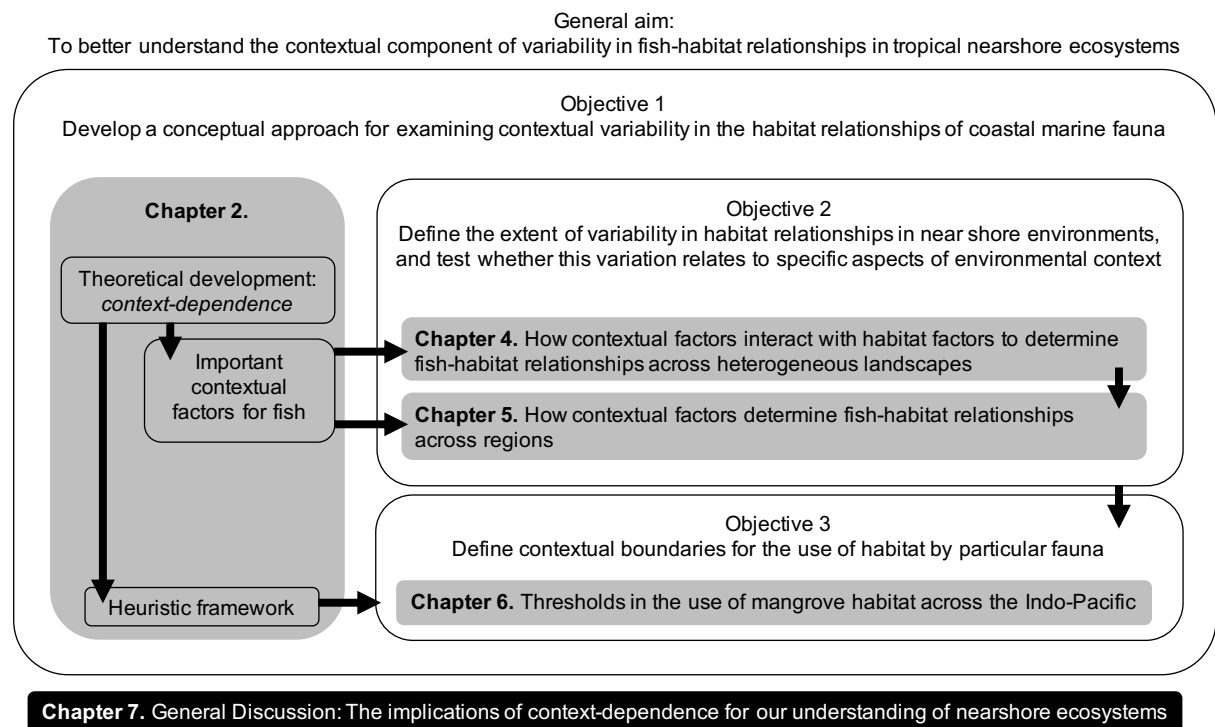 General aim:
To better understand the contextual component of variability in fish-habitat relationships in tropical nearshore ecosystems
Objective 1
Develop a conceptual approach for examining contextual variability in the habitat relationships of coastal marine fauna
Chapter 2.
Theoretical development:
context-dependence
Important
contextual
factors for fish
Heuristic framework
Objective 2
Define the extent of variability in habitat relationships in near shore environments,
and test whether this variation relates to specific aspects of environmental context
Chapter 4. How contextual factors interact with habitat factors to determine
fish-habitat relationships across heterogeneous landscapes
Chapter 5. How contextual factors determine fish-habitat relationships
across regions
Objective 3
Define contextual boundaries for the use of habitat by particular fauna
Chapter 6. Thresholds in the use of mangrove habitat across the Indo-Pacific
Chapter 7. General Discussion: The implications of context-dependence for our understanding of nearshore ecosystems